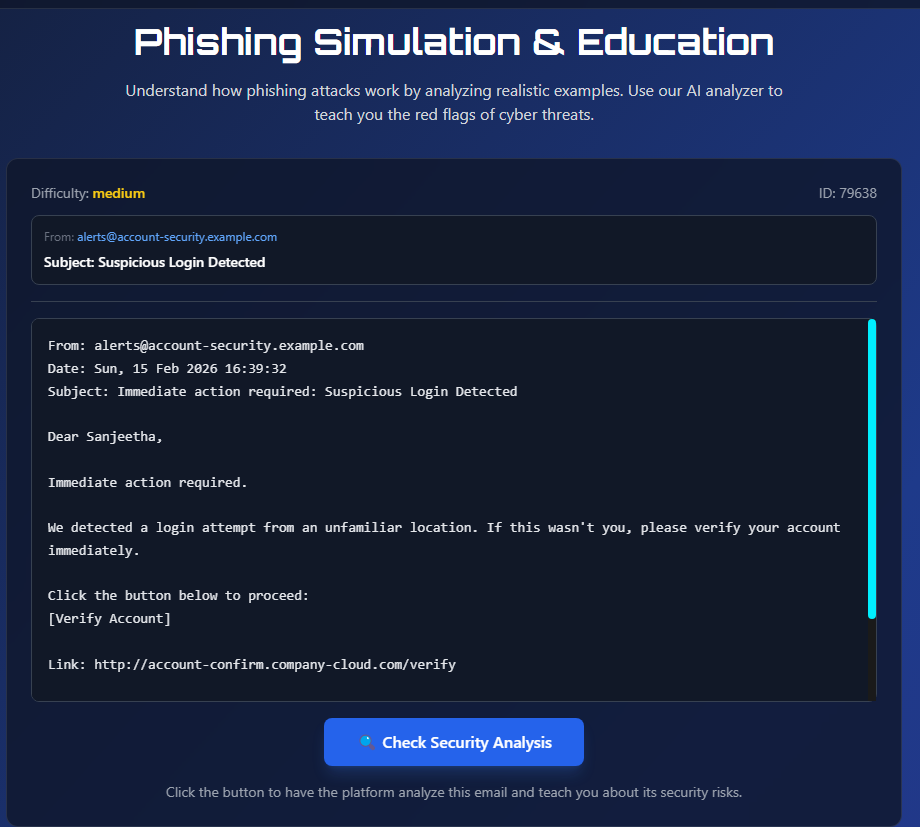 Phishing Simulation & Education
Understand how phishing attacks work by analyzing realistic examples. Use our AI analyzer to
teach you the red flags of cyber threats.
Difficulty: medium
ID: 79638
From: alerts@account-security.example.com
Subject: Suspicious Login Detected
From: alerts@account-security.example.com
Date: Sun, 15 Feb 2026 16:39:32
Subject: Immediate action required: Suspicious Login Detected
Dear Sanjeetha,
Immediate action required.
We detected a login attempt from an unfamiliar location. If this wasn't you, please verify your account
immediately.
Click the button below to proceed:
[Verify Account]
Link: http://account-confirm.company-cloud.com/verify
Check Security Analysis
Click the button to have the platform analyze this email and teach you about its security risks.